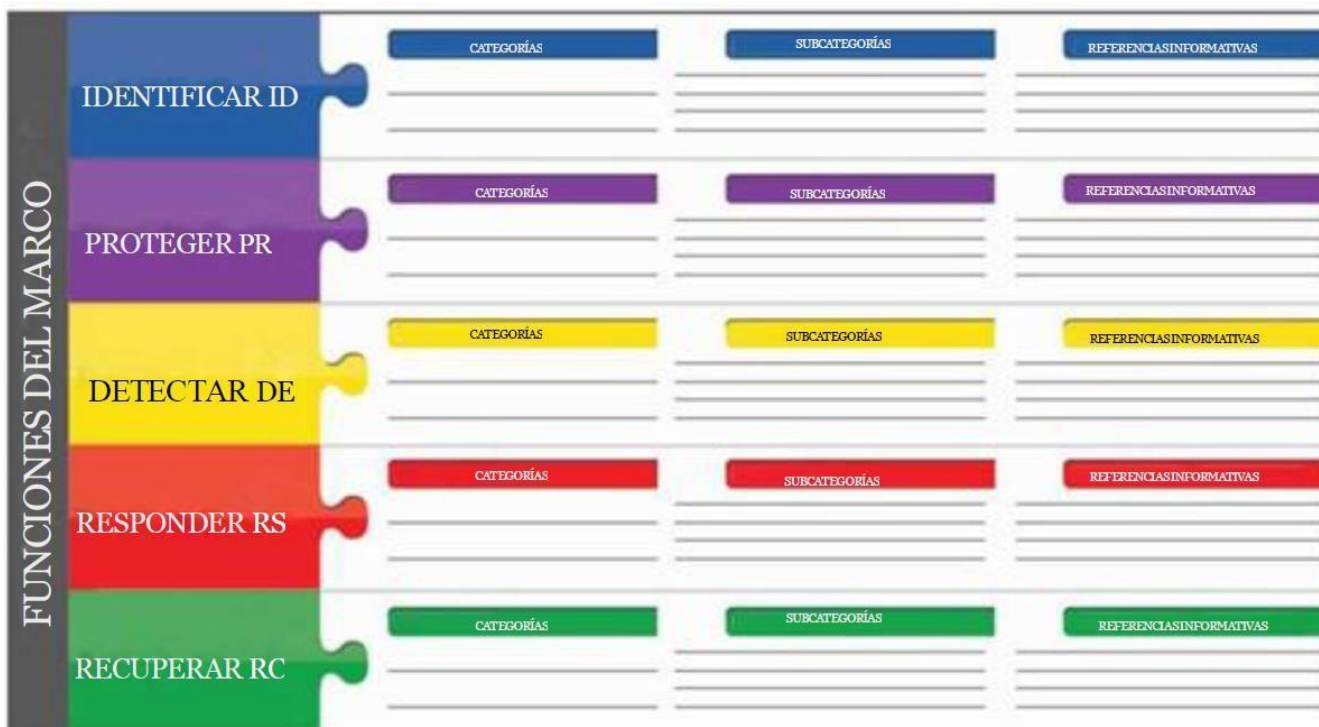 FUNCIONES DEL MARCO
IDENTIFICAR ID
CATEGORÍAS
SUBCATEGORÍAS
REFERENCIASINFORMATIVAS
PROTEGER PR
CATEGORÍAS
SUBCATEGORÍAS
REFERENCIASINFORMATIVAS
DETECTAR DE
CATEGORÍAS
SUBCATEGORÍAS
REFERENCIASINFORMATIVAS
RESPONDER RS
CATEGORÍAS
SUBCATEGORÍAS
REFERENCIASINFORMATIVAS
RECUPERAR RC
CATEGORÍAS
SUBCATEGORÍAS
REFERENCIASINFORMATIVAS